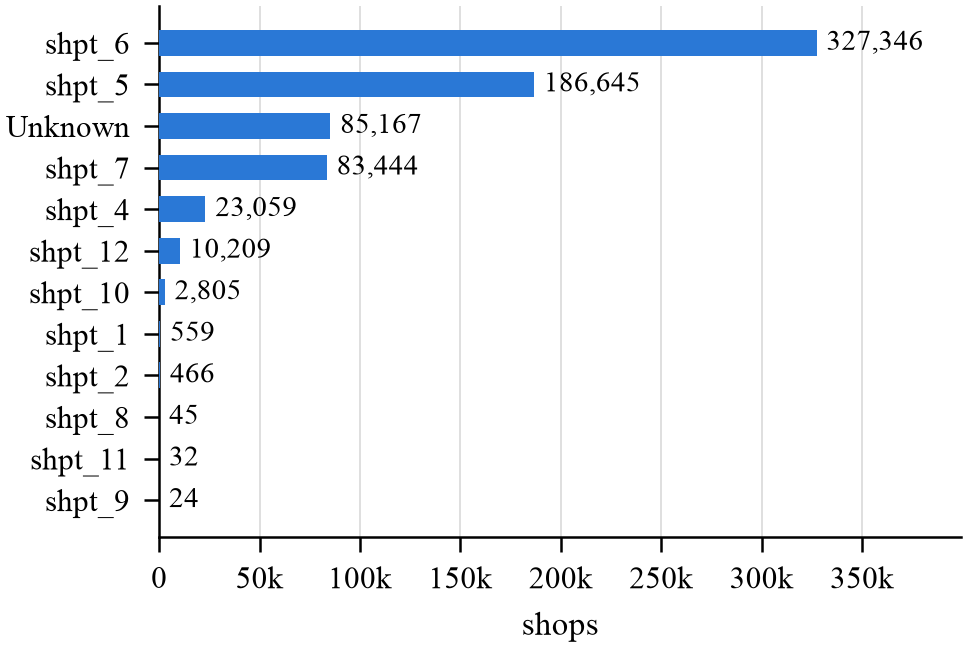 shpt_6 327,346
shpt_5 186,645
Unknown 85,167
shpt_7 83,444
shpt_4 23,059
shpt_12 10,209
shpt_10 2,805
shpt_1 559
shpt_2 466
shpt_8 45
shpt_11 32
shpt_9 24
0 50k 100k 150k 200k 250k 300k 350k
shops